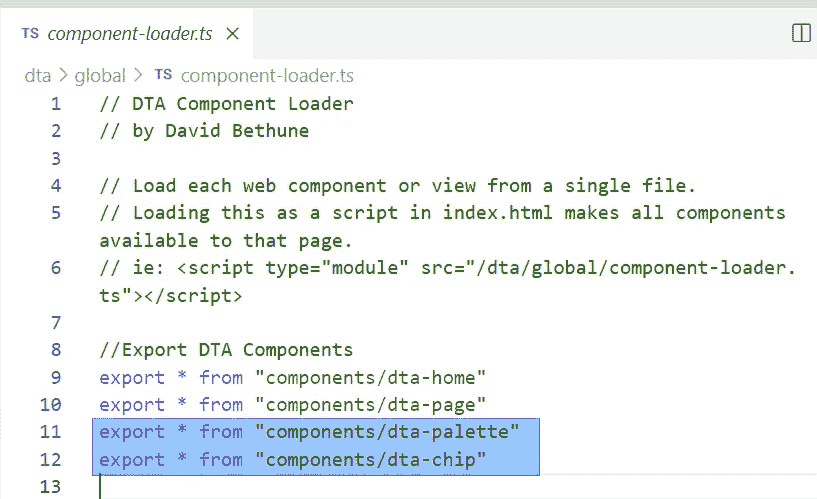 TS component-loader.ts ×
dta > global > TS component-loader.ts
1 // DTA Component Loader
2 // by David Bethune
3
4 // Load each web component or view from a single file.
5 // Loading this as a script in index.html makes all components
available to that page.
6 // ie: <script type="module" src="/dta/global/component-loader.
ts"></script>
7
8 //Export DTA Components
9 export * from "components/dta-home"
10 export * from "components/dta-page"
11 export * from "components/dta-palette"
12 export * from "components/dta-chip"
13